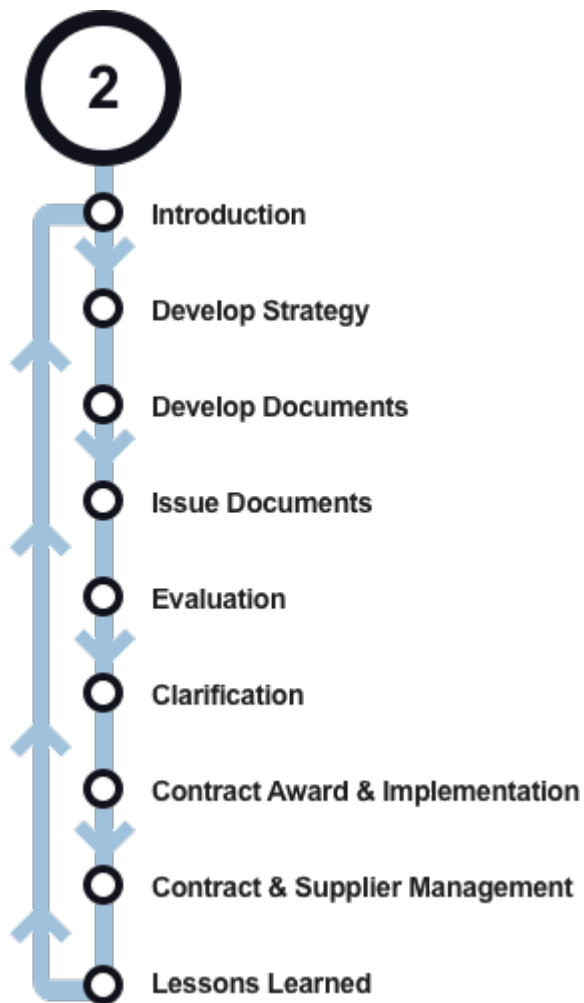 2
Introduction
Develop Strategy
Develop Documents
Issue Documents
Evaluation
Clarification
Contract Award & Implementation
Contract & Supplier Management
Lessons Learned